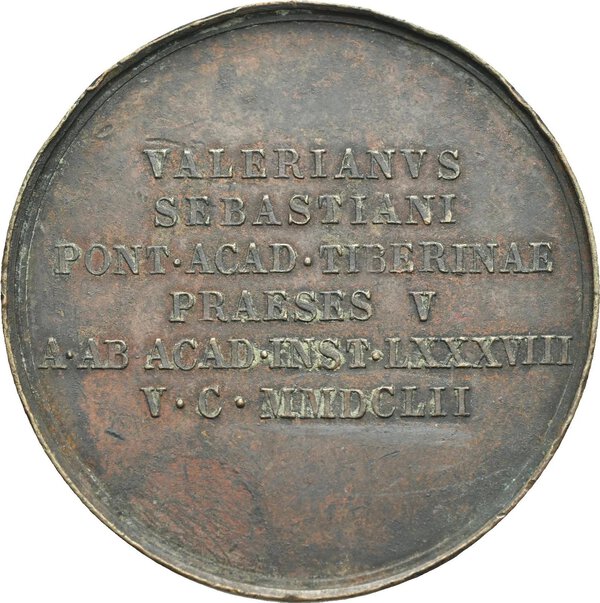 VALERIANVS
SEBASTIANI
PONT·ACAD·TIBERINAE
PRAESES V
A·AB ACAD·INST·LXXXVIII
V·C·MMDCLII